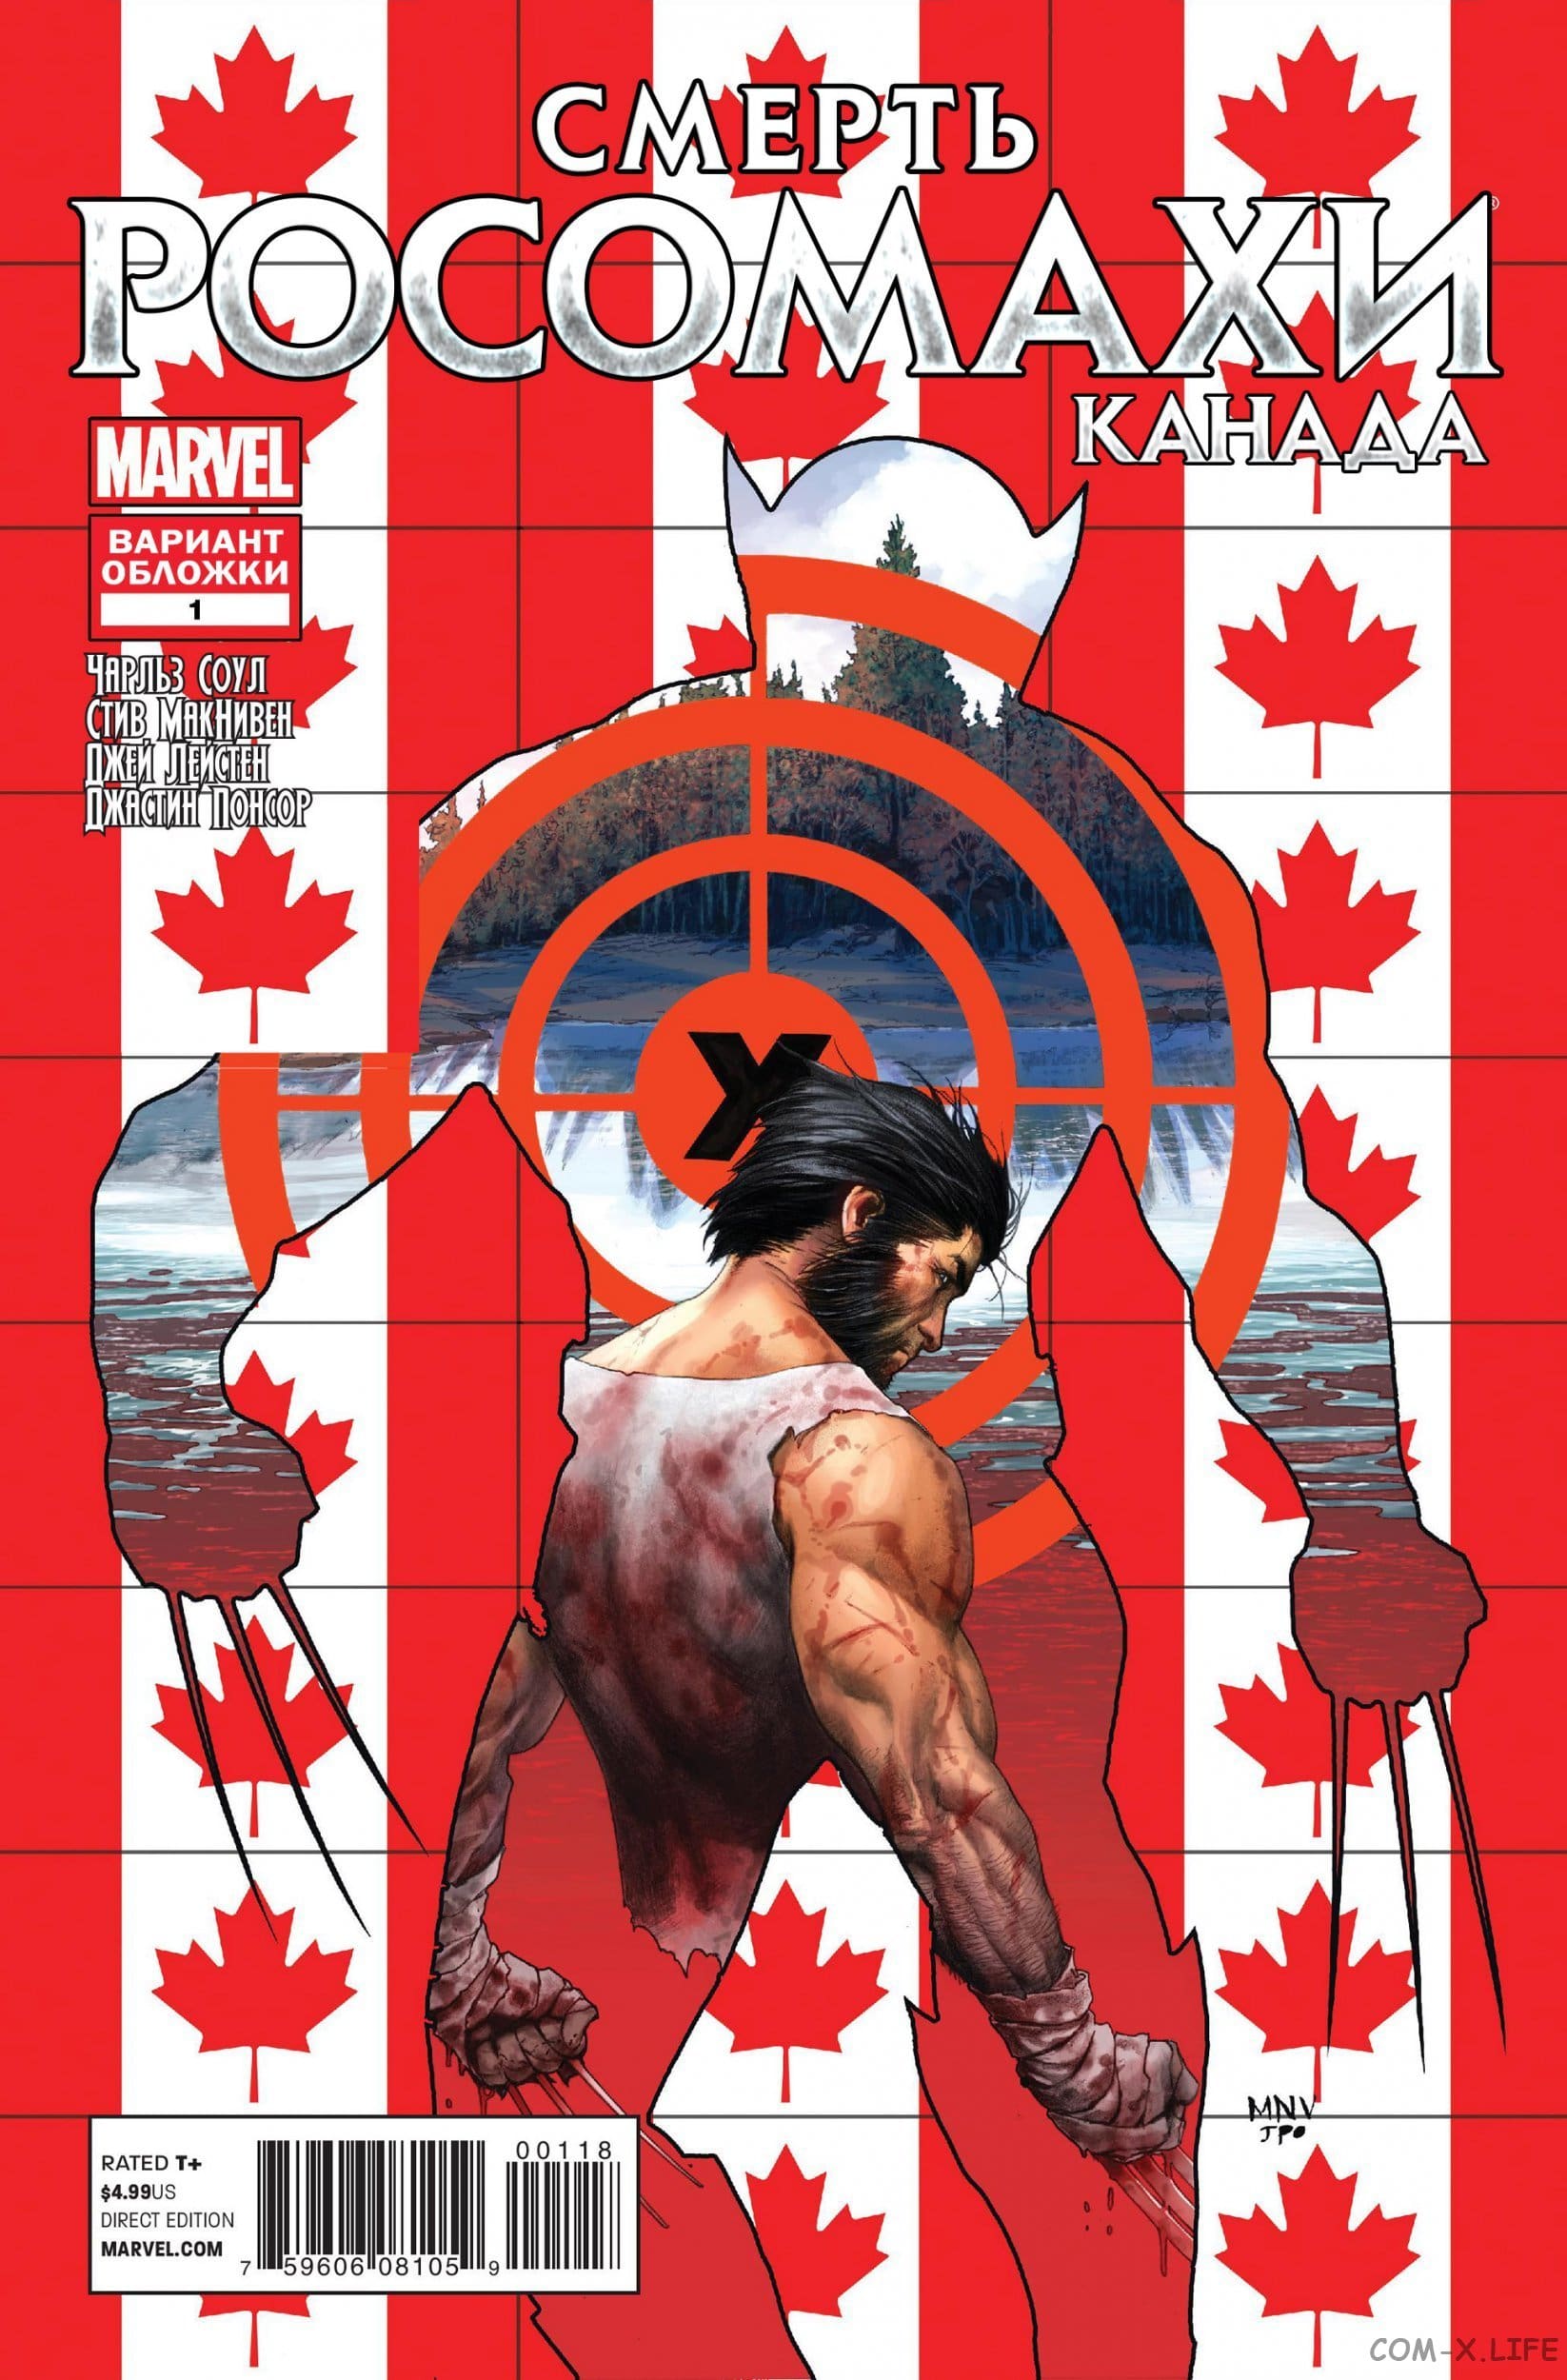 СМЕРТЬ
РОСОМАХИ
КАНАДА
MARVEL
ВАРИАНТ
ОБЛОЖКИ
1
Чарльз Соул
Стив МакНивен
Джей Лейстен
Джастин Понсор
X
MNV
JPO
RATED T+
$4.99US
DIRECT EDITION
MARVEL.COM
00118
7 59606 08105 9
COM-X.LIFE